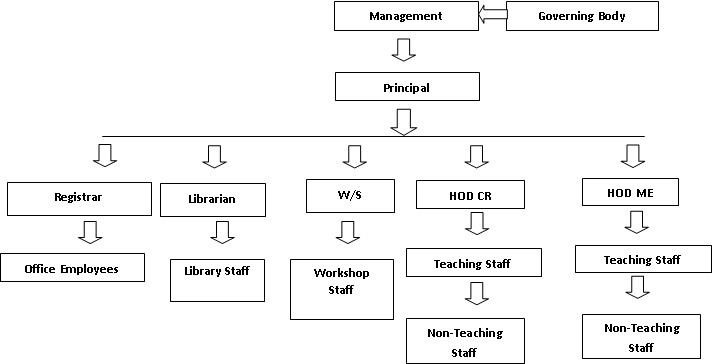 Management
Governing Body
Principal
Registrar
Librarian
W/S
HOD CR
HOD ME
Office Employees
Library Staff
Workshop
Staff
Teaching Staff
Teaching Staff
Non-Teaching
Staff
Non-Teaching
Staff